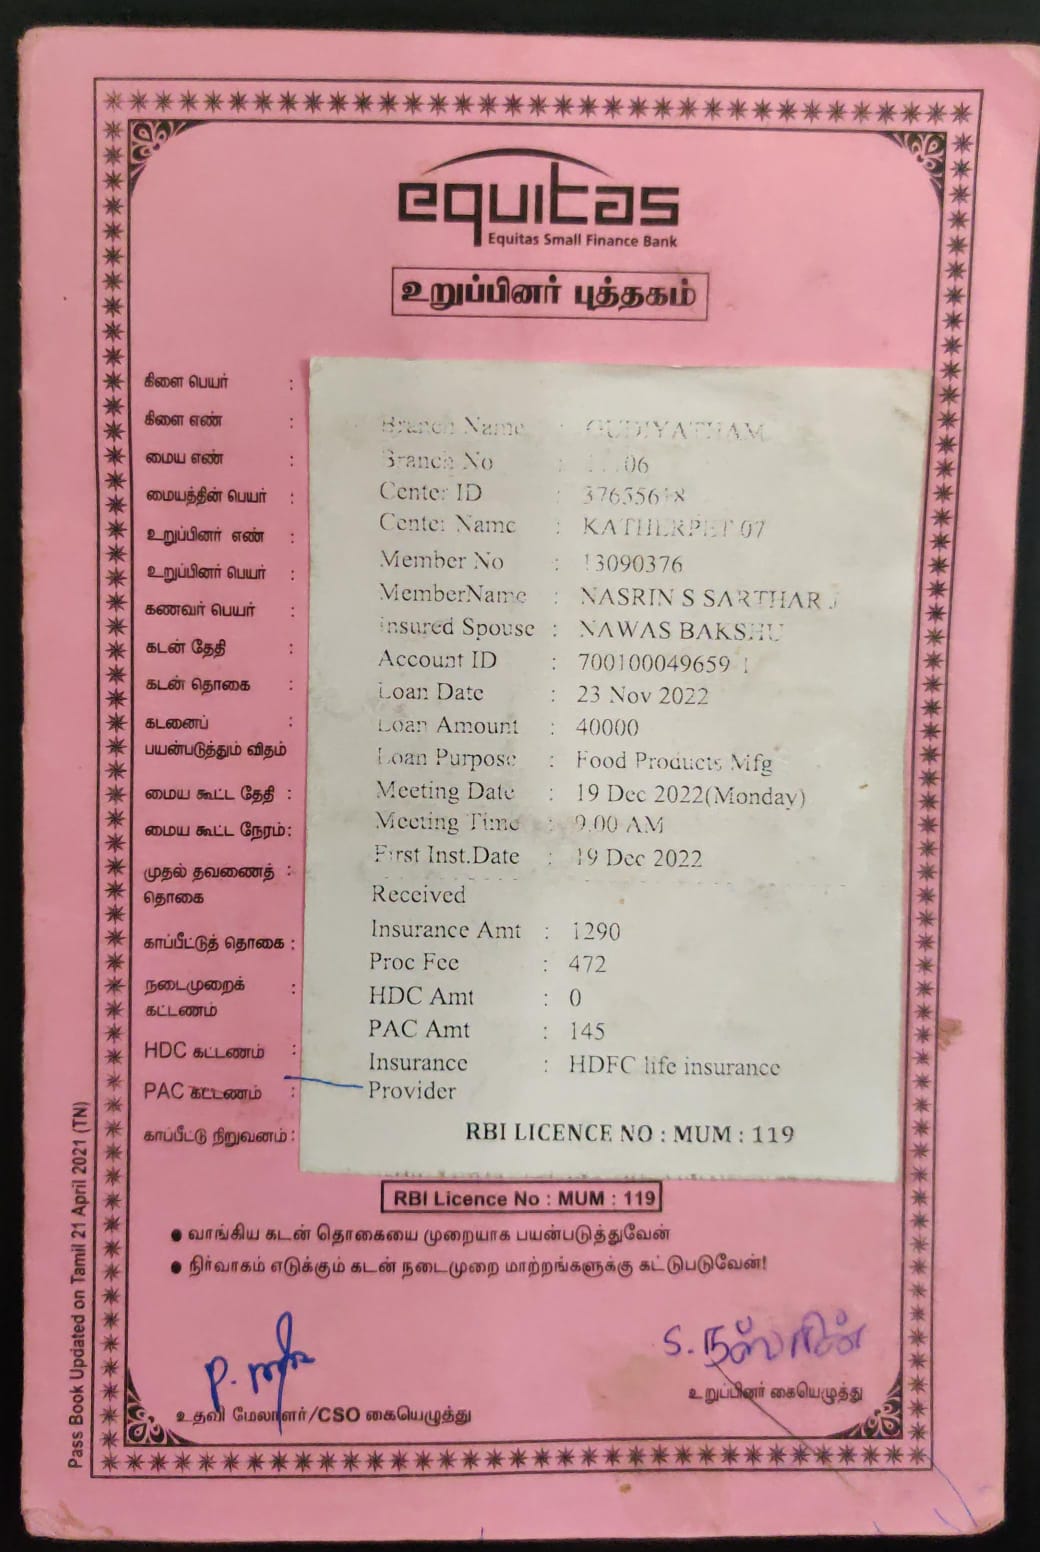 equitas
Equitas Small Finance Bank
உறுப்பினர் புத்தகம்
கிளை பெயர் :
கிளை எண் :
மைய எண் :
மையத்தின் பெயர் :
உறுப்பினர் எண் :
உறுப்பினர் பெயர் :
கணவர் பெயர் :
கடன் தேதி :
கடன் தொகை :
கடனைப் :
பயன்படுத்தும் விதம்
மைய கூட்ட தேதி :
மைய கூட்ட நேரம் :
முதல் தவணைத் :
தொகை
காப்பீட்டுத் தொகை :
நடைமுறைக் :
கட்டணம்
HDC கட்டணம் :
PAC கட்டணம் :
காப்பீட்டு நிறுவனம் :
Branch Name : GUDIYATHAM
Branch No :
Center ID :
Center Name : KATHERPET 07
Member No : 13090376
MemberName : NASRIN S SARTHAR
Insured Spouse : NAWAS BAKSHU
Account ID :
Loan Date : 23 Nov 2022
Loan Amount : 40000
Loan Purpose : Food Products Mfg
Meeting Date : 19 Dec 2022(Monday)
Meeting Time : 9.00 AM
First Inst.Date : 19 Dec 2022
Received
Insurance Amt : 1290
Proc Fee : 472
HDC Amt : 0
PAC Amt : 145
Insurance : HDFC life insurance
Provider
RBI LICENCE NO : MUM : 119
RBI Licence No : MUM : 119
● வாங்கிய கடன் தொகையை முறையாக பயன்படுத்துவேன்
● நிர்வாகம் எடுக்கும் கடன் நடைமுறை மாற்றங்களுக்கு கட்டுபடுவேன்!
S. நஸ்ரின்
உதவி மேலாளர்/CSO கையெழுத்து
உறுப்பினர் கையெழுத்து
Pass Book Updated on Tamil 21 April 2021 (TN)